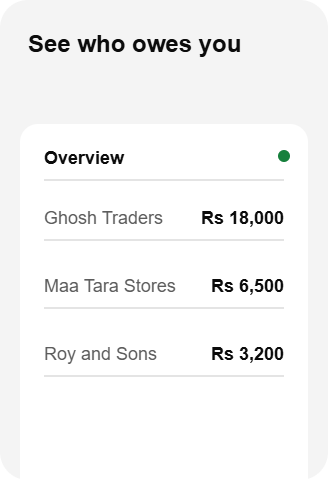 See who owes you
Overview
Ghosh Traders Rs 18,000
Maa Tara Stores Rs 6,500
Roy and Sons Rs 3,200